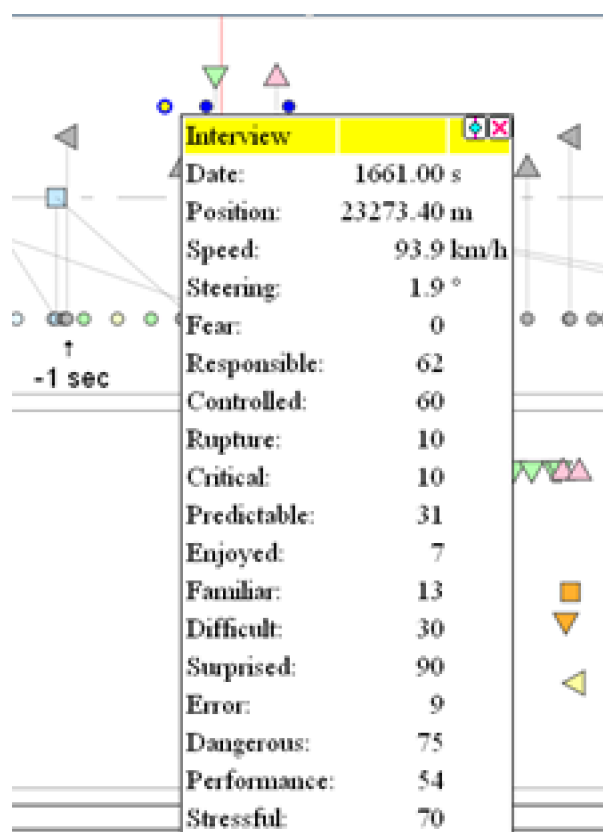 Interview
Date: 1661.00 s
Position: 23273.40 m
Speed: 93.9 km/h
Steering: 1.9 °
Fear: 0
-1 sec
Responsible: 62
Controlled: 60
Rupture: 10
Critical: 10
Predictable: 31
Enjoyed: 7
Familiar: 13
Difficult: 30
Surprised: 90
Error: 9
Dangerous: 75
Performance: 54
Stressful: 70